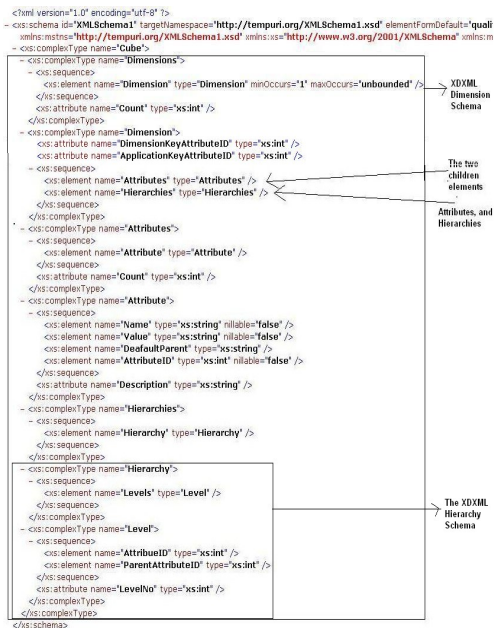 <?xml version="1.0" encoding="utf-8" ?>
- <xs:schema id="XMLSchema1" targetNamespace="http://tempuri.org/XMLSchema1.xsd" elementFormDefault="quali
xmlns:mstns="http://tempuri.org/XMLSchema1.xsd" xmlns:xs="http://www.w3.org/2001/XMLSchema" xmlns:m
- <xs:complexType name="Cube">
- <xs:complexType name="Dimensions">
- <xs:sequence>
<xs:element name="Dimension" type="Dimension" minOccurs="1" maxOccurs="unbounded" />
</xs:sequence>
<xs:attribute name="Count" type="xs:int" />
</xs:complexType>
- <xs:complexType name="Dimension">
<xs:attribute name="DimensionKeyAttributeID" type="xs:int" />
<xs:attribute name="ApplicationKeyAttributeID" type="xs:int" />
- <xs:sequence>
<xs:element name="Attributes" type="Attributes" />
<xs:element name="Hierarchies" type="Hierarchies" />
</xs:sequence>
</xs:complexType>
- <xs:complexType name="Attributes">
- <xs:sequence>
<xs:element name="Attribute" type="Attribute" />
</xs:sequence>
<xs:attribute name="Count" type="xs:int" />
</xs:complexType>
- <xs:complexType name="Attribute">
- <xs:sequence>
<xs:element name="Name" type="xs:string" nillable="false" />
<xs:element name="Value" type="xs:string" nillable="false" />
<xs:element name="DeafaultParent" type="xs:string" />
<xs:element name="AttributeID" type="xs:int" nillable="false" />
</xs:sequence>
<xs:attribute name="Description" type="xs:string" />
</xs:complexType>
- <xs:complexType name="Hierarchies">
- <xs:sequence>
<xs:element name="Hierarchy" type="Hierarchy" />
</xs:sequence>
</xs:complexType>
- <xs:complexType name="Hierarchy">
- <xs:sequence>
<xs:element name="Levels" type="Level" />
</xs:sequence>
</xs:complexType>
- <xs:complexType name="Level">
- <xs:sequence>
<xs:element name="AttribueID" type="xs:int" />
<xs:element name="ParentAttributeID" type="xs:int" />
</xs:sequence>
<xs:attribute name="LevelNo" type="xs:int" />
</xs:complexType>
</xs:complexType>
</xs:schema>
XDXML
Dimension
Schema
The two
children
elements
Attributes, and
Hierarchies
The XDXML
Hierarchy
Schema